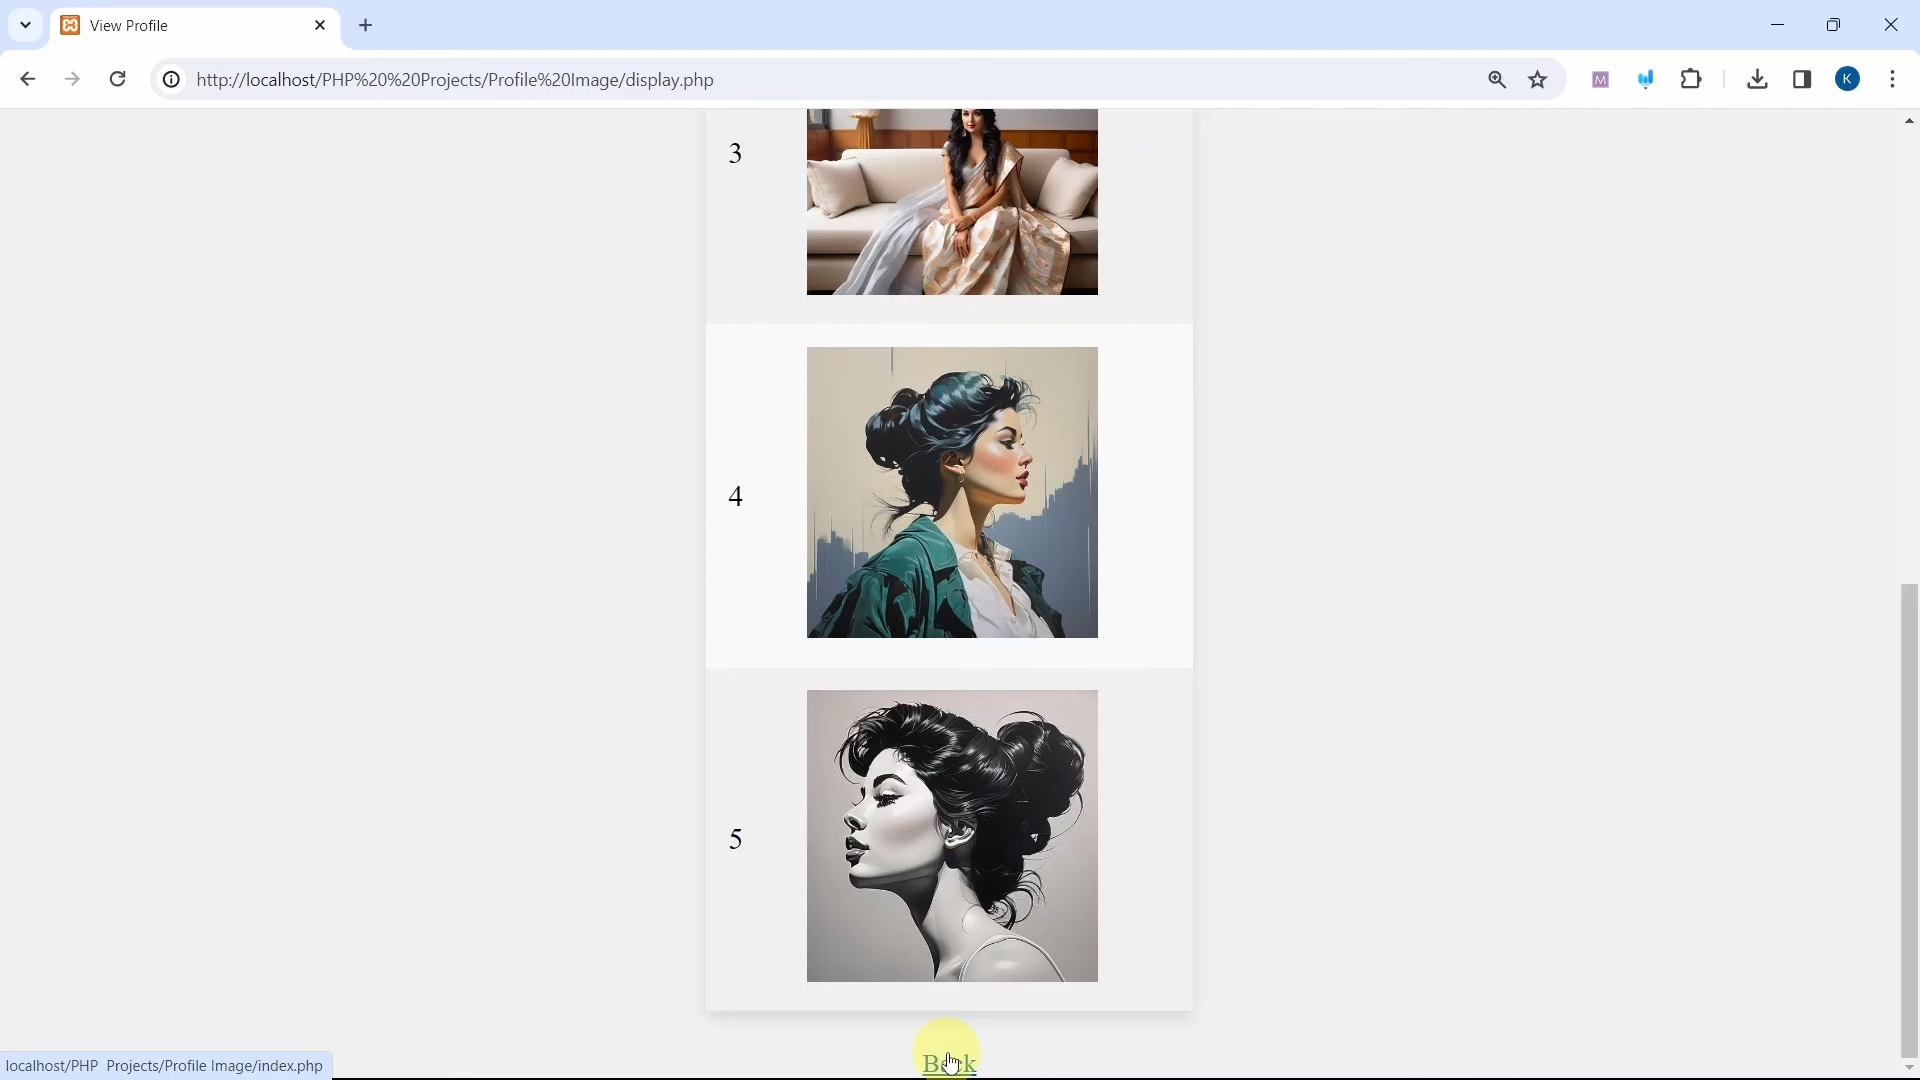 View Profile
http://localhost/PHP%20%20Projects/Profile%20Image/display.php
M
K
3
4
5
Back
localhost/PHP  Projects/Profile Image/index.php